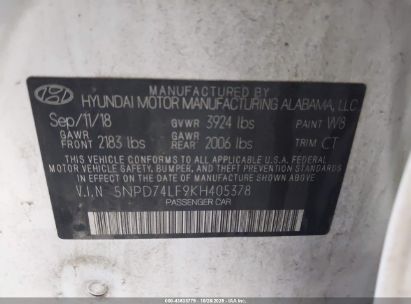 MANUFACTURED BY
HYUNDAI MOTOR MANUFACTURING ALABAMA, LLC
Sep/11/18 GVWR 3924 lbs PAINT W8
GAWR FRONT 2183 lbs GAWR REAR 2006 lbs TRIM CT
THIS VEHICLE CONFORMS TO ALL APPLICABLE U.S.A. FEDERAL
MOTOR VEHICLE SAFETY, BUMPER, AND THEFT PREVENTION STANDARDS
IN EFFECT ON THE DATE OF MANUFACTURE SHOWN ABOVE.
V.I.N 5NPD74LF9KH405378
PASSENGER CAR